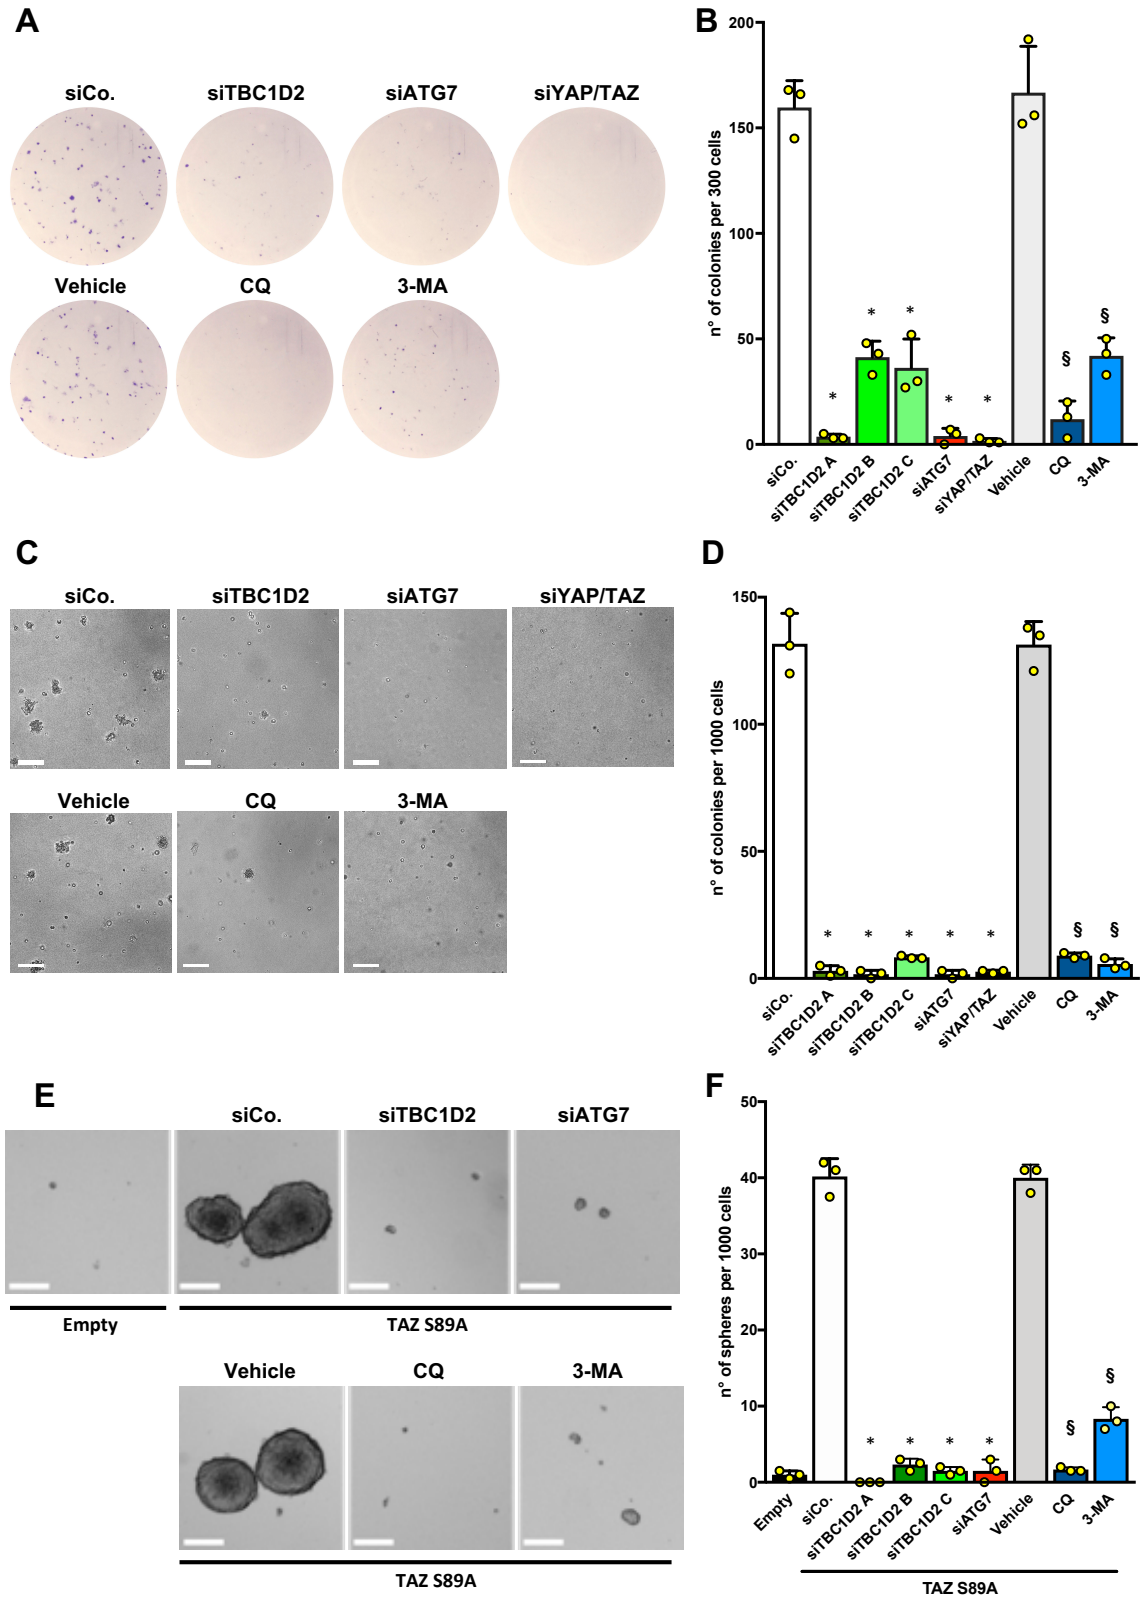 A
siCo.
siTBC1D2
siATG7
siYAP/TAZ
Vehicle
CQ
3-MA
B
n° of colonies per 300 cells
200
150
100
50
0
*
*
*
*
*
§
§
siCo.
siTBC1D2 A
siTBC1D2 B
siTBC1D2 C
siATG7
siYAP/TAZ
Vehicle
CQ
3-MA
C
siCo.
siTBC1D2
siATG7
siYAP/TAZ
Vehicle
CQ
3-MA
D
n° of colonies per 1000 cells
150
100
50
0
*
*
*
*
*
§
§
siCo.
siTBC1D2 A
siTBC1D2 B
siTBC1D2 C
siATG7
siYAP/TAZ
Vehicle
CQ
3-MA
E
siCo.
siTBC1D2
siATG7
Empty
TAZ S89A
Vehicle
CQ
3-MA
TAZ S89A
F
n° of spheres per 1000 cells
50
40
30
20
10
0
*
*
*
*
§
§
Empty
siCo.
siTBC1D2 A
siTBC1D2 B
siTBC1D2 C
siATG7
Vehicle
CQ
3-MA
TAZ S89A